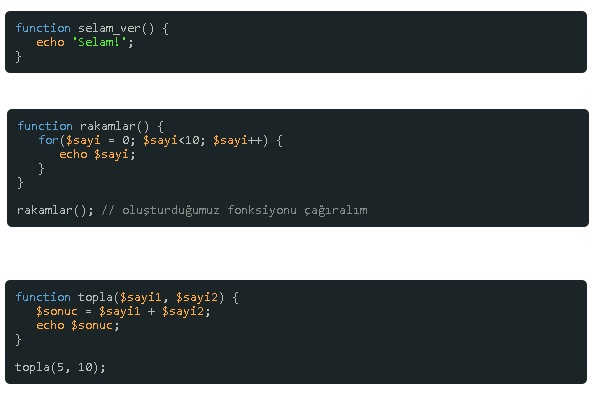 function selam_ver() {
echo "Selam!";
}
function rakamlar() {
for($sayi = 0; $sayi<10; $sayi++) {
echo $sayi;
}
}
rakamlar(); // oluşturduğumuz fonksiyonu çağıralım
function topla($sayi1, $sayi2) {
$sonuc = $sayi1 + $sayi2;
echo $sonuc;
}
topla(5, 10);